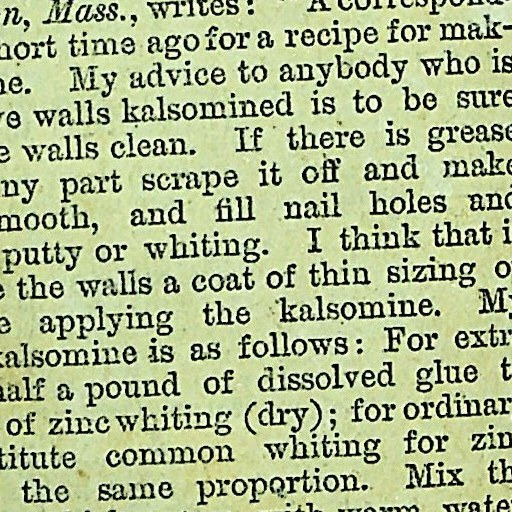 n, Mass., writes: "A correspond-
hort time ago for a recipe for mak-
ne. My advice to anybody who is
ve walls kalsomined is to be sure
e walls clean. If there is grease
ny part scrape it off and make
mooth, and fill nail holes and
putty or whiting. I think that i
e the walls a coat of thin sizing o
e applying the kalsomine. My
kalsomine is as follows: For extr
half a pound of dissolved glue t
of zinc whiting (dry); for ordinar
titute common whiting for zin
the same proportion. Mix th
with warm water